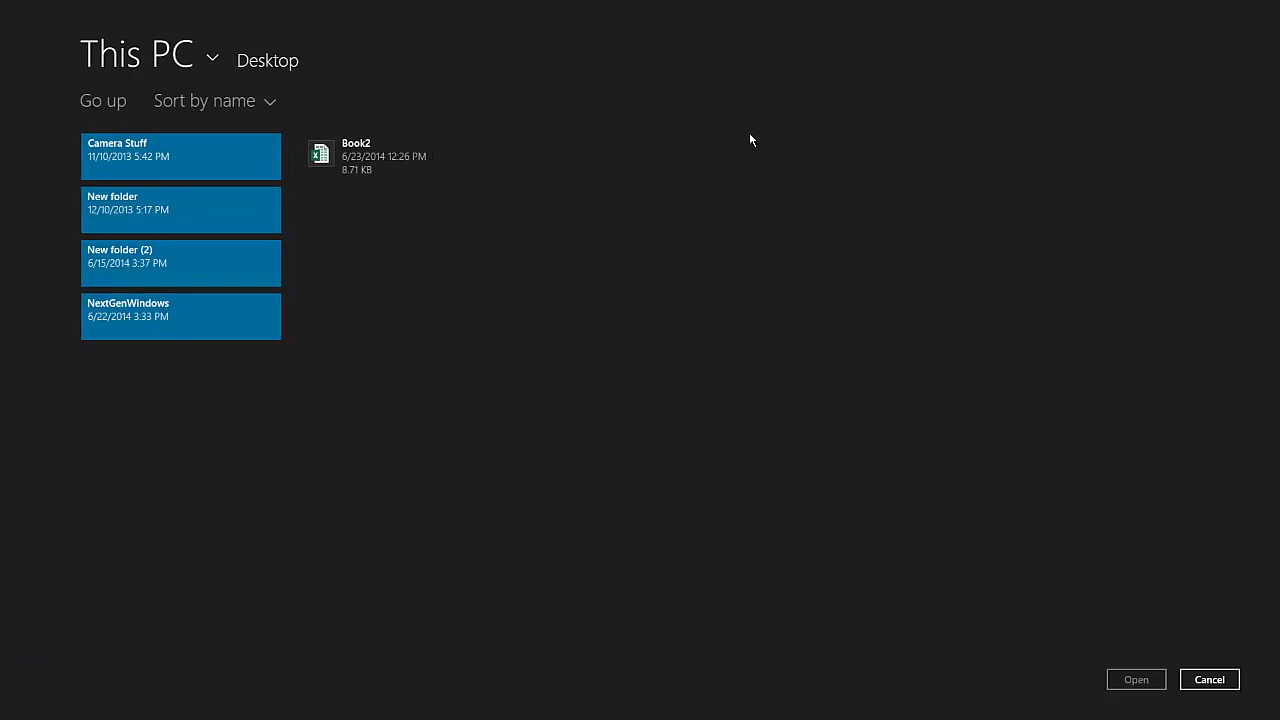 This PC Desktop
Go up Sort by name
Camera Stuff
11/10/2013 5:42 PM
New folder
12/10/2013 5:17 PM
New folder (2)
6/15/2014 3:37 PM
NextGenWindows
6/22/2014 3:33 PM
Book2
6/23/2014 12:26 PM
8.71 KB
Open Cancel